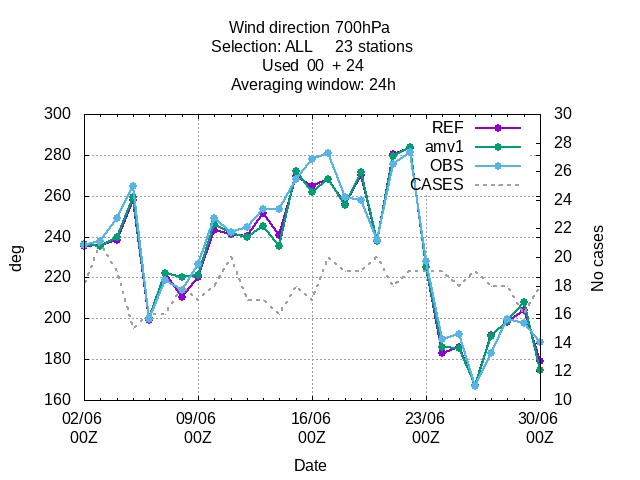 Wind direction 700hPa
Selection: ALL     23 stations
Used  00  + 24
Averaging window: 24h
300
280
260
240
220
200
180
160
30
28
26
24
22
20
18
16
14
12
10
REF
amv1
OBS
CASES
deg
No cases
02/06
00Z
09/06
00Z
16/06
00Z
23/06
00Z
30/06
00Z
Date